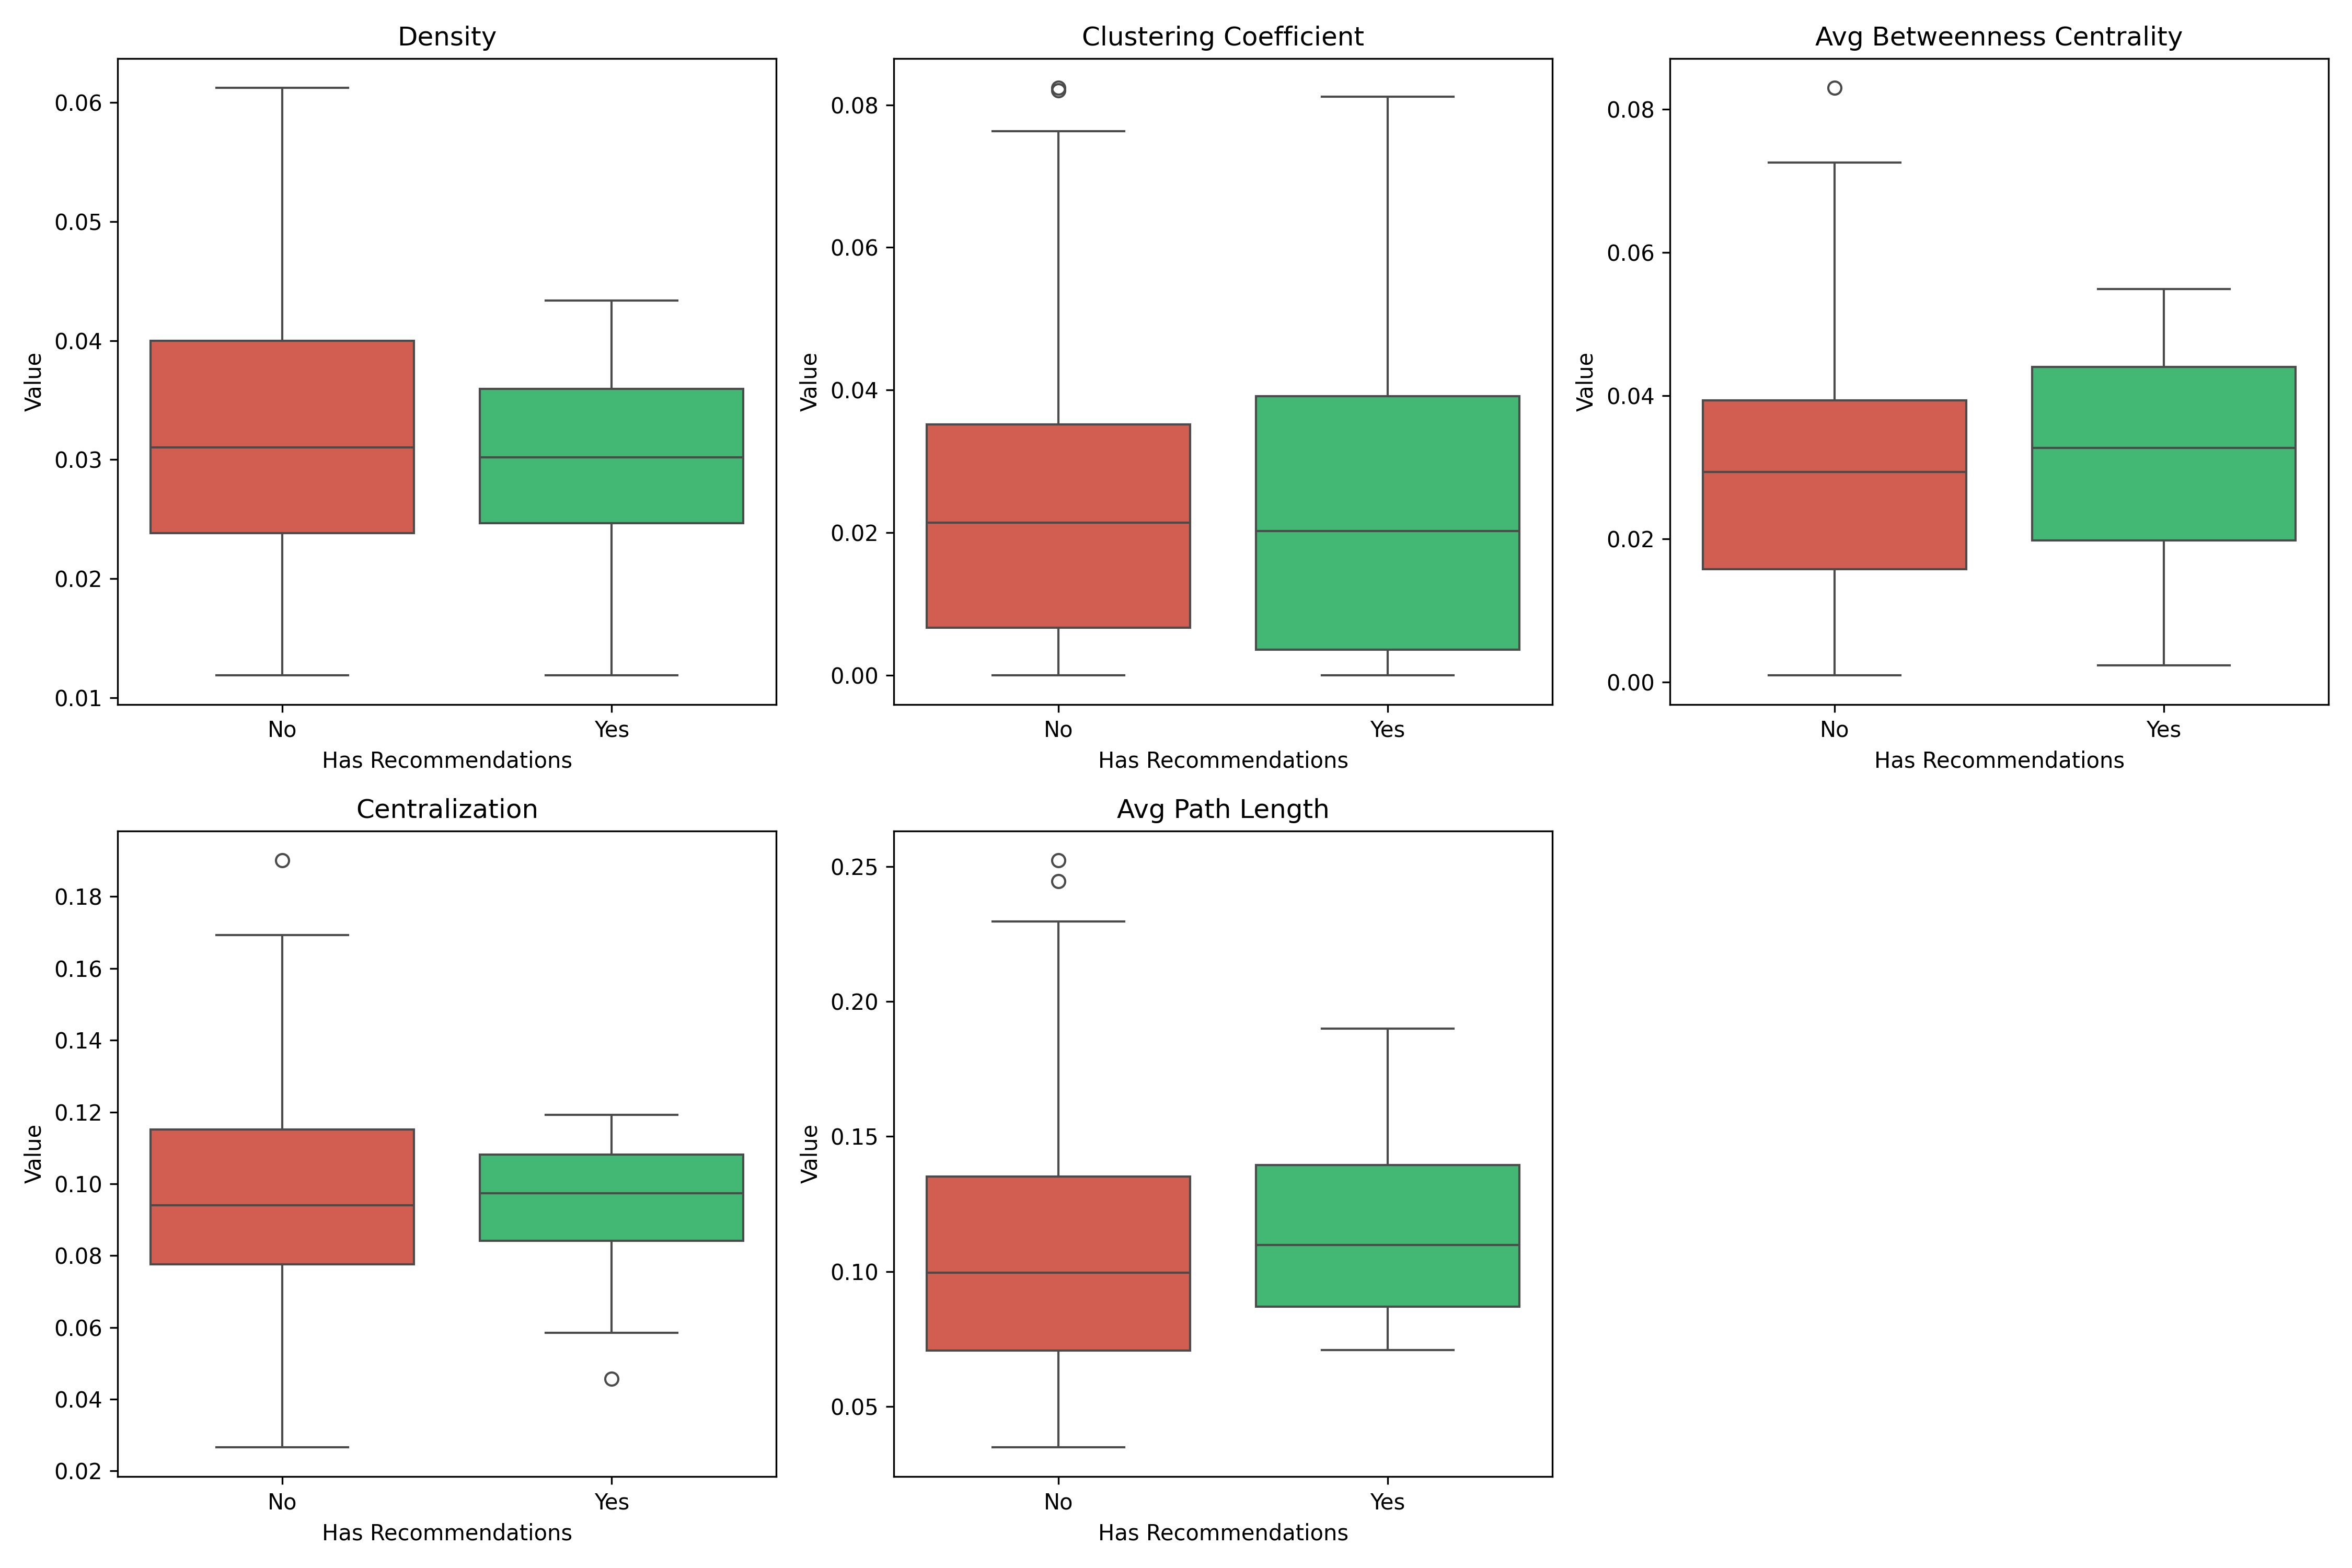 Density
Value
0.06
0.05
0.04
0.03
0.02
0.01
No
Yes
Has Recommendations
Clustering Coefficient
Value
0.08
0.06
0.04
0.02
0.00
No
Yes
Has Recommendations
Avg Betweenness Centrality
Value
0.08
0.06
0.04
0.02
0.00
No
Yes
Has Recommendations
Centralization
Value
0.18
0.16
0.14
0.12
0.10
0.08
0.06
0.04
0.02
No
Yes
Has Recommendations
Avg Path Length
Value
0.25
0.20
0.15
0.10
0.05
No
Yes
Has Recommendations